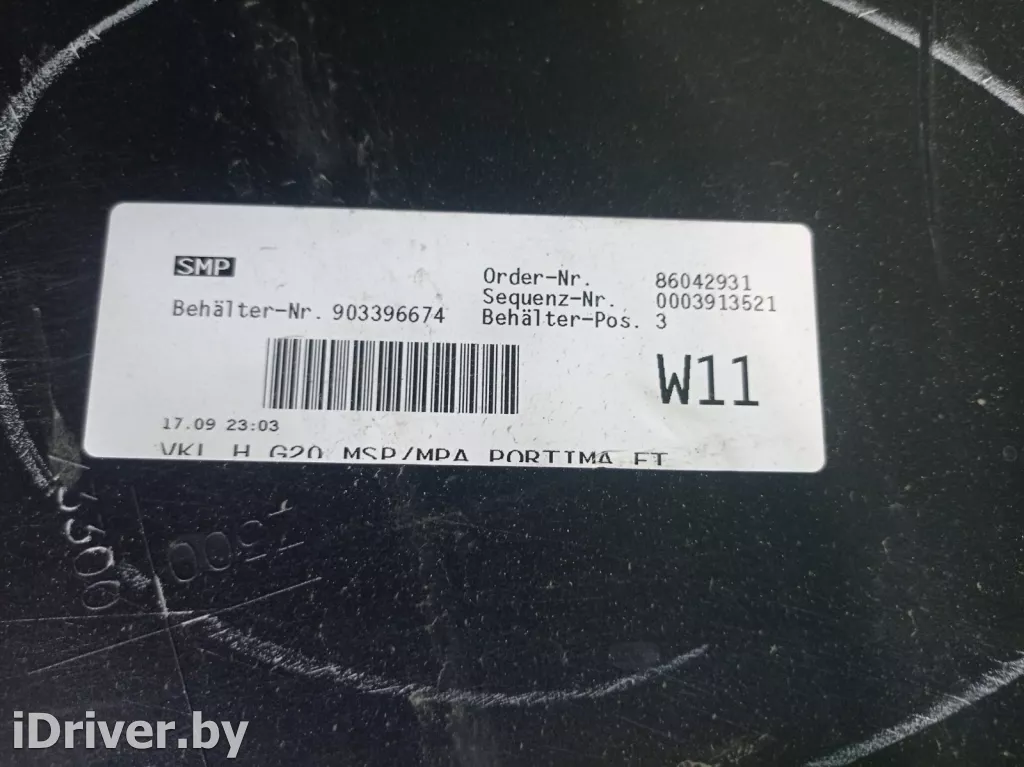 SMP
Order-Nr. 86042931
Sequenz-Nr. 0003913521
Behälter-Nr. 903396674
Behälter-Pos. 3
W11
17.09 23:03
VKL H G20 MSP/MPA PORTIMA FT
iDriver.by